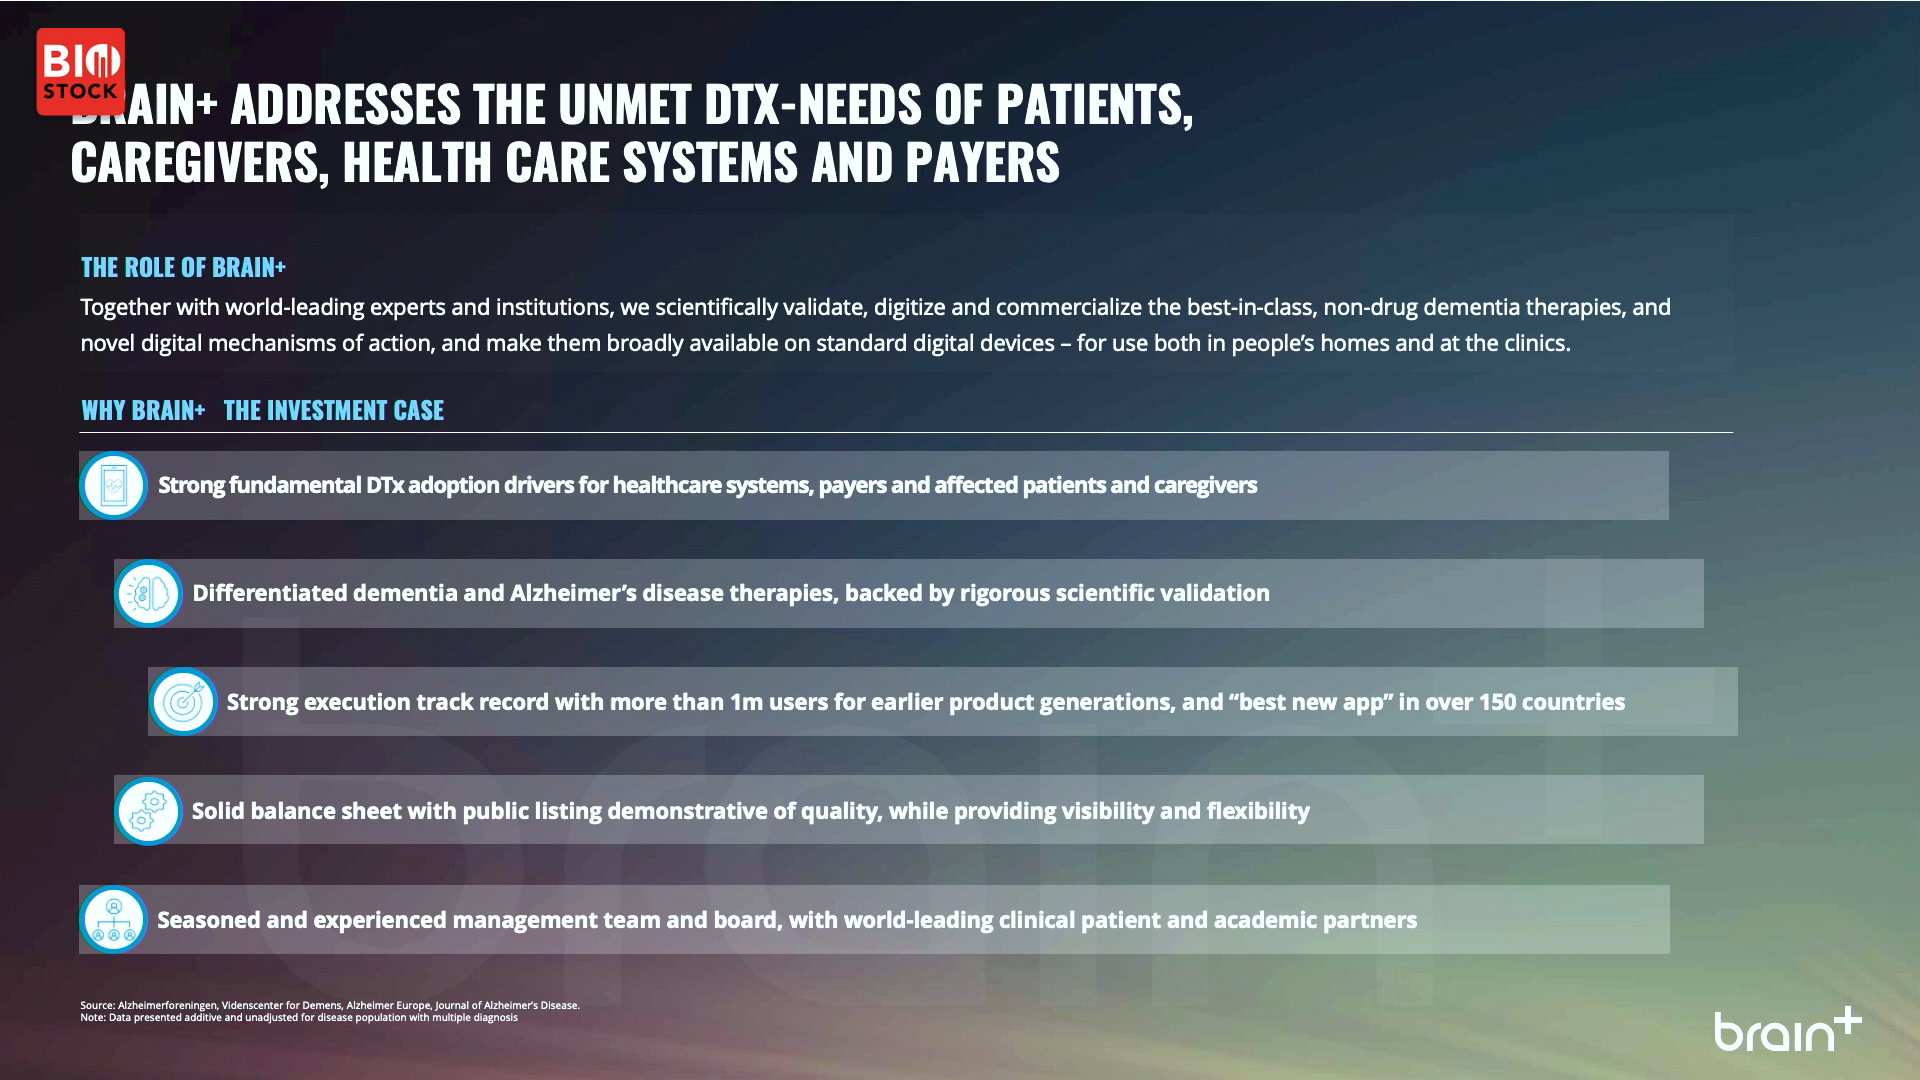 BIO
STOCK
BRAIN+ ADDRESSES THE UNMET DTX-NEEDS OF PATIENTS,
CAREGIVERS, HEALTH CARE SYSTEMS AND PAYERS
THE ROLE OF BRAIN+
Together with world-leading experts and institutions, we scientifically validate, digitize and commercialize the best-in-class, non-drug dementia therapies, and
novel digital mechanisms of action, and make them broadly available on standard digital devices – for use both in people’s homes and at the clinics.
WHY BRAIN+ THE INVESTMENT CASE
Strong fundamental DTx adoption drivers for healthcare systems, payers and affected patients and caregivers
Differentiated dementia and Alzheimer’s disease therapies, backed by rigorous scientific validation
Strong execution track record with more than 1m users for earlier product generations, and “best new app” in over 150 countries
Solid balance sheet with public listing demonstrative of quality, while providing visibility and flexibility
Seasoned and experienced management team and board, with world-leading clinical patient and academic partners
Source: Alzheimerforeningen, Videnscenter for Demens, Alzheimer Europe, Journal of Alzheimer’s Disease.
Note: Data presented additive and unadjusted for disease population with multiple diagnosis
brain+